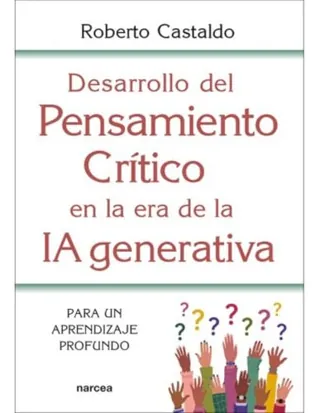 Roberto Castaldo
Desarrollo del
Pensamiento
Crítico
en la era de la
IA generativa
PARA UN
APRENDIZAJE
PROFUNDO
? ? ? ? ? ? ? ?
narcea